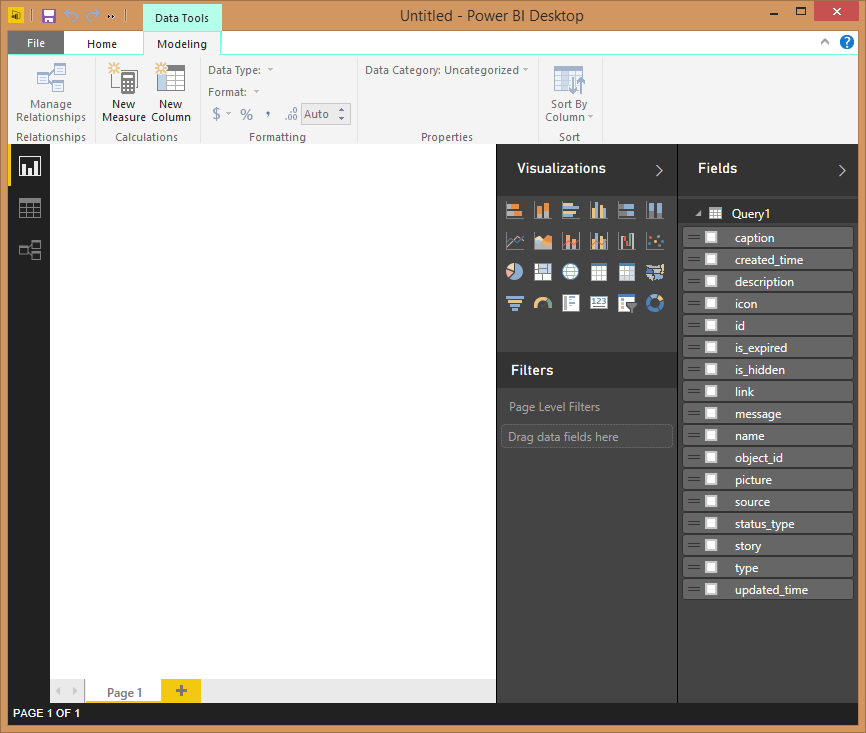 Data Tools
Untitled - Power BI Desktop
File
Home
Modeling
Manage
Relationships
Relationships
New
Measure
New
Column
Calculations
Data Type:
Format:
$ % , .00 Auto
Formatting
Data Category: Uncategorized
Properties
Sort By
Column
Sort
Visualizations
123
Filters
Page Level Filters
Drag data fields here
Fields
Query1
caption
created_time
description
icon
id
is_expired
is_hidden
link
message
name
object_id
picture
source
status_type
story
type
updated_time
Page 1
PAGE 1 OF 1